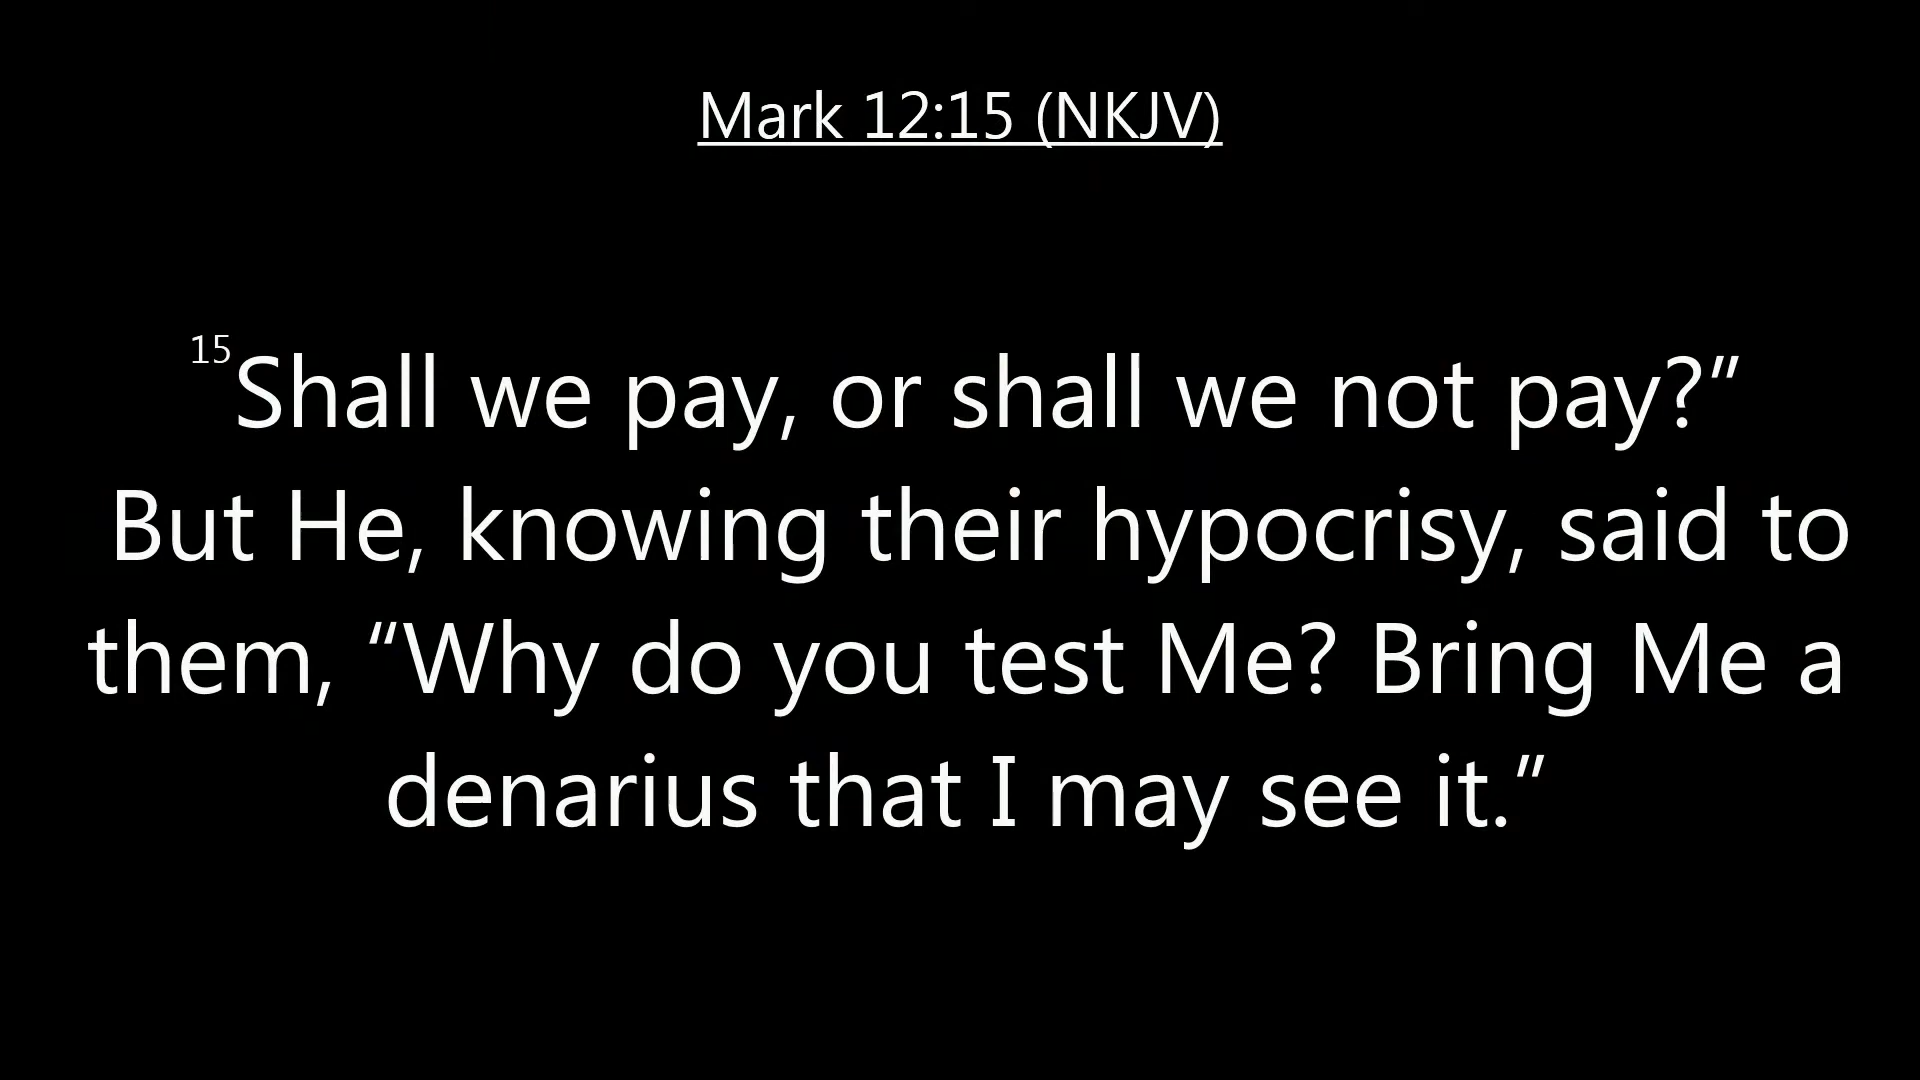 Mark 12:15 (NKJV)
15Shall we pay, or shall we not pay?”
But He, knowing their hypocrisy, said to
them, “Why do you test Me? Bring Me a
denarius that I may see it.”